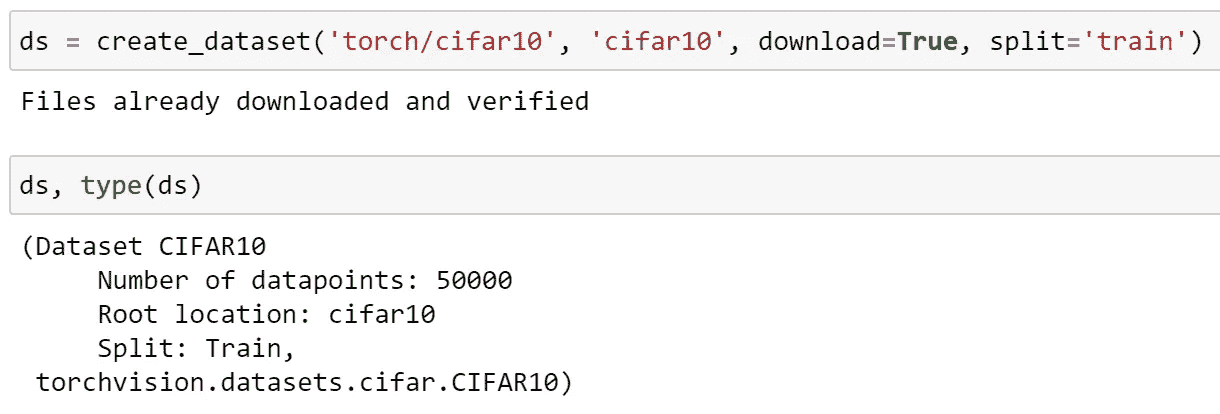 ds = create_dataset('torch/cifar10', 'cifar10', download=True, split='train')
Files already downloaded and verified
ds, type(ds)
(Dataset CIFAR10
     Number of datapoints: 50000
     Root location: cifar10
     Split: Train,
 torchvision.datasets.cifar.CIFAR10)